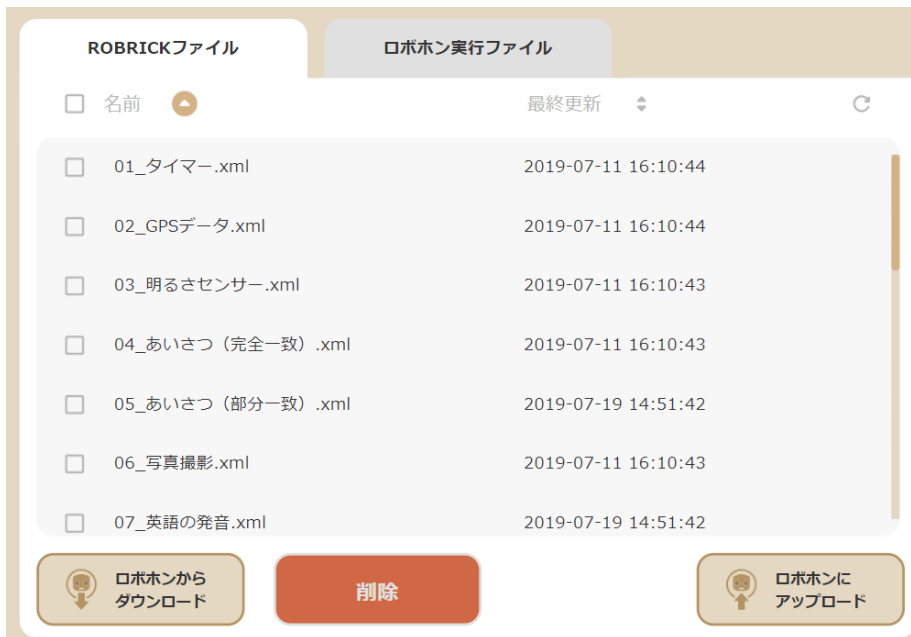 ROBRICKファイル
ロボホン実行ファイル
名前
最終更新
01_タイマー.xml 2019-07-11 16:10:44
02_GPSデータ.xml 2019-07-11 16:10:44
03_明るさセンサー.xml 2019-07-11 16:10:43
04_あいさつ（完全一致）.xml 2019-07-11 16:10:43
05_あいさつ（部分一致）.xml 2019-07-19 14:51:42
06_写真撮影.xml 2019-07-11 16:10:43
07_英語の発音.xml 2019-07-19 14:51:42
ロボホンから
ダウンロード
削除
ロボホンに
アップロード